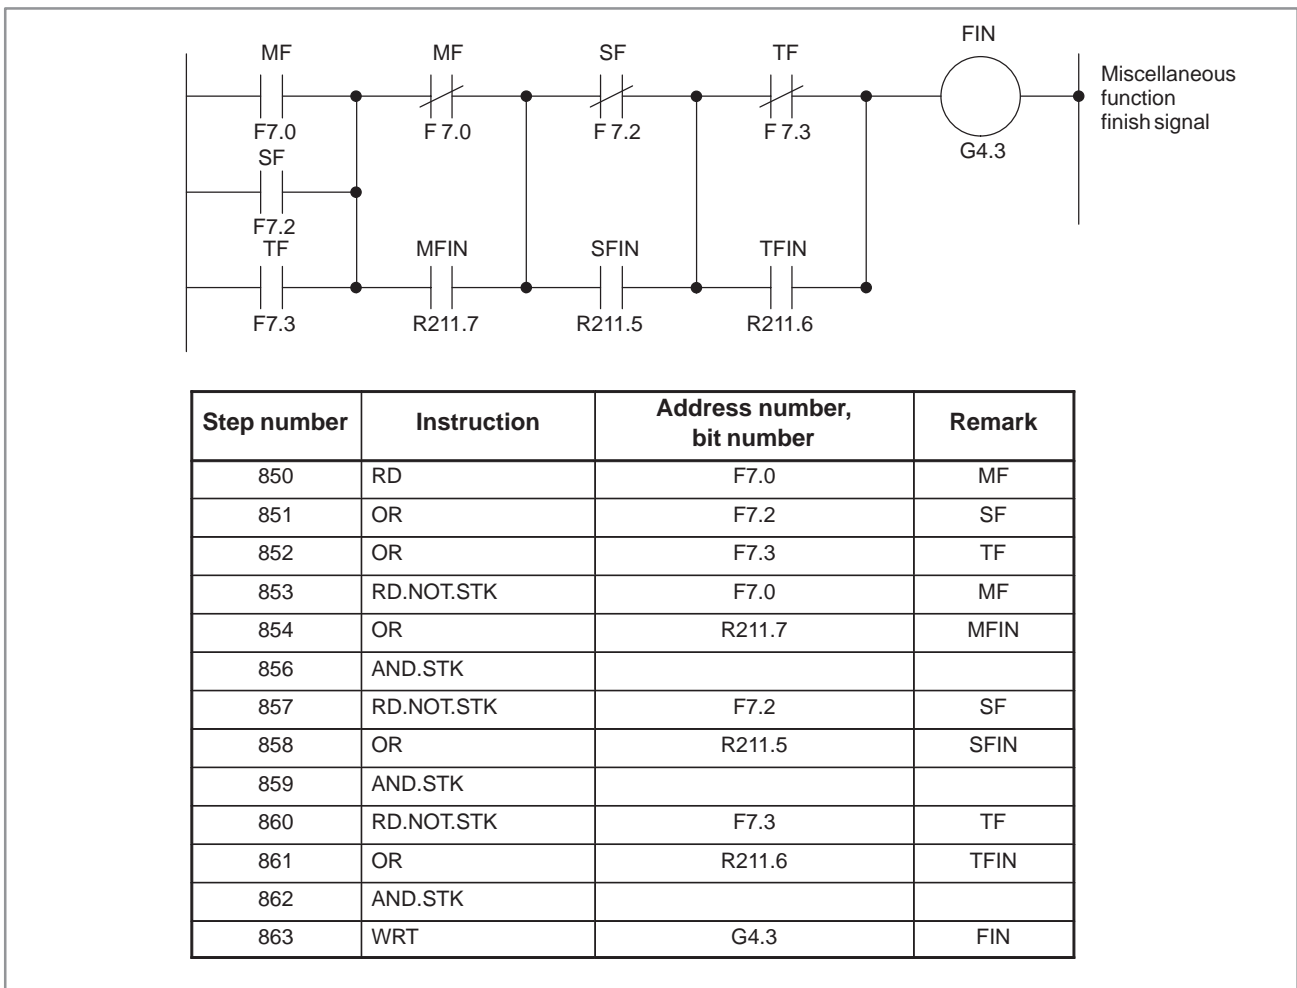 MF MF SF TF FIN
F7.0 F 7.0 F 7.2 F 7.3 G4.3
Miscellaneous
function
finish signal
SF
F7.2
TF MFIN SFIN TFIN
F7.3 R211.7 R211.5 R211.6
Step number Instruction Address number, bit number Remark
850 RD F7.0 MF
851 OR F7.2 SF
852 OR F7.3 TF
853 RD.NOT.STK F7.0 MF
854 OR R211.7 MFIN
856 AND.STK
857 RD.NOT.STK F7.2 SF
858 OR R211.5 SFIN
859 AND.STK
860 RD.NOT.STK F7.3 TF
861 OR R211.6 TFIN
862 AND.STK
863 WRT G4.3 FIN